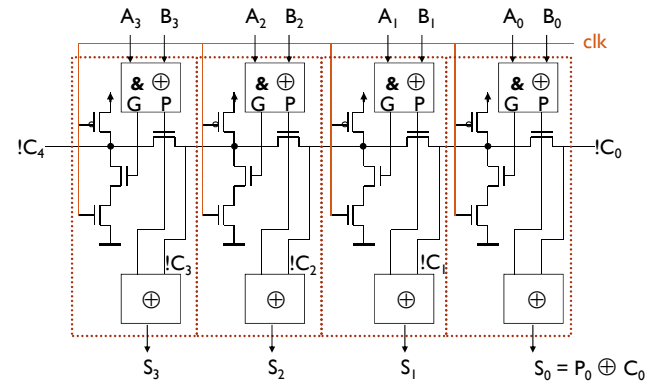 A3 B3 A2 B2 A1 B1 A0 B0
clk
& ⊕ & ⊕ & ⊕ & ⊕
G P G P G P G P
!C4 !C0
!C3 !C2 !C1
⊕ ⊕ ⊕ ⊕
S3 S2 S1 S0 = P0 ⊕ C0